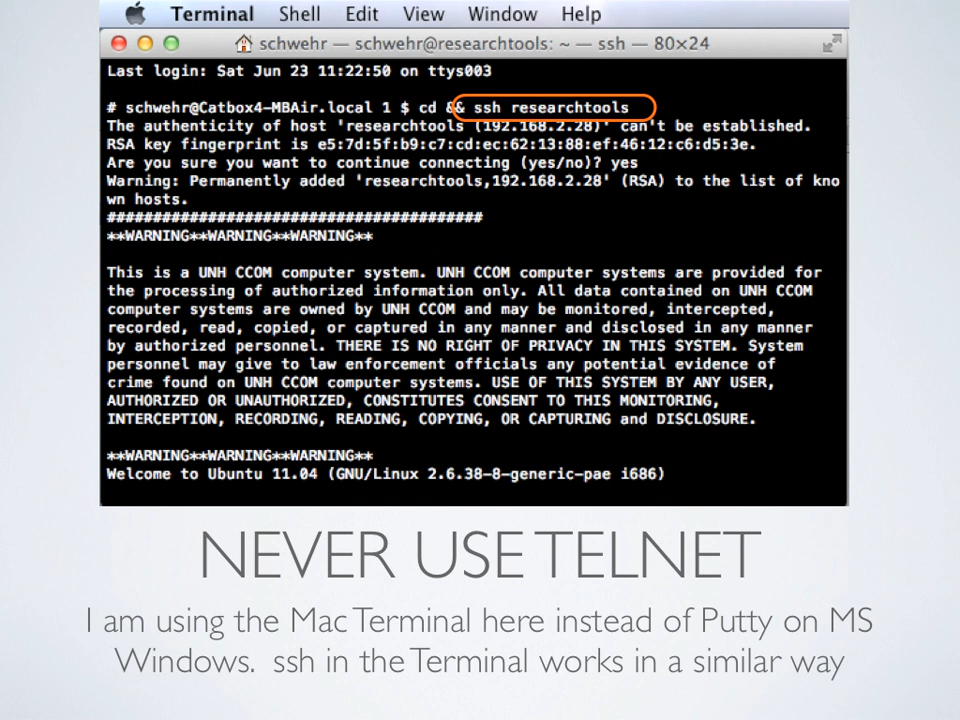 Terminal Shell Edit View Window Help
schwehr — schwehr@researchtools: ~ — ssh — 80×24
Last login: Sat Jun 23 11:22:50 on ttys003
# schwehr@Catbox4-MBAir.local 1 $ cd && ssh researchtools
The authenticity of host 'researchtools (192.168.2.28)' can't be established.
RSA key fingerprint is e5:7d:5f:b9:c7:cd:ec:62:13:88:ef:46:12:c6:d5:3e.
Are you sure you want to continue connecting (yes/no)? yes
Warning: Permanently added 'researchtools,192.168.2.28' (RSA) to the list of kno
wn hosts.
#########################################
**WARNING**WARNING**WARNING**
This is a UNH CCOM computer system. UNH CCOM computer systems are provided for
the processing of authorized information only. All data contained on UNH CCOM
computer systems are owned by UNH CCOM and may be monitored, intercepted,
recorded, read, copied, or captured in any manner and disclosed in any manner
by authorized personnel. THERE IS NO RIGHT OF PRIVACY IN THIS SYSTEM. System
personnel may give to law enforcement officials any potential evidence of
crime found on UNH CCOM computer systems. USE OF THIS SYSTEM BY ANY USER,
AUTHORIZED OR UNAUTHORIZED, CONSTITUTES CONSENT TO THIS MONITORING,
INTERCEPTION, RECORDING, READING, COPYING, OR CAPTURING and DISCLOSURE.
**WARNING**WARNING**WARNING**
Welcome to Ubuntu 11.04 (GNU/Linux 2.6.38-8-generic-pae i686)
NEVER USE TELNET
I am using the Mac Terminal here instead of Putty on MS
Windows. ssh in the Terminal works in a similar way